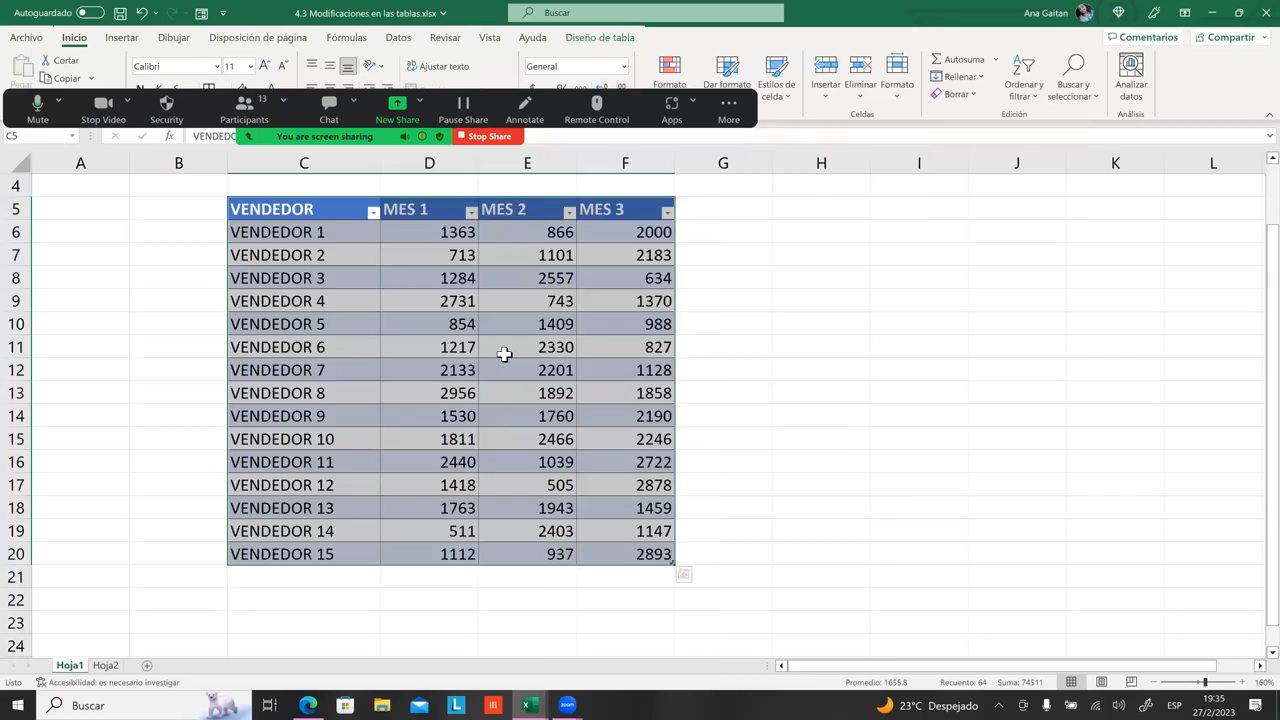 Autoguardado
4.3 Modificaciones en las tablas.xlsx
Buscar
Ana Gaitan
Archivo Inicio Insertar Dibujar Disposición de página Fórmulas Datos Revisar Vista Ayuda Diseño de tabla
Comentarios Compartir
Cortar
Copiar
Calibri 11
Ajustar texto
General
Formato
Dar formato
Estilos de celda
Insertar Eliminar Formato
Celdas
Autosuma
Rellenar
Borrar
Ordenar y filtrar
Buscar y seleccionar
Edición
Analizar datos
Análisis
Mute Stop Video Security Participants 13 Chat New Share Pause Share Annotate Remote Control Apps More
You are screen sharing Stop Share
C5 fx VENDEDO
A B C D E F G H I J K L
4
5 VENDEDOR MES 1 MES 2 MES 3
6 VENDEDOR 1 1363 866 2000
7 VENDEDOR 2 713 1101 2183
8 VENDEDOR 3 1284 2557 634
9 VENDEDOR 4 2731 743 1370
10 VENDEDOR 5 854 1409 988
11 VENDEDOR 6 1217 2330 827
12 VENDEDOR 7 2133 2201 1128
13 VENDEDOR 8 2956 1892 1858
14 VENDEDOR 9 1530 1760 2190
15 VENDEDOR 10 1811 2466 2246
16 VENDEDOR 11 2440 1039 2722
17 VENDEDOR 12 1418 505 2878
18 VENDEDOR 13 1763 1943 1459
19 VENDEDOR 14 511 2403 1147
20 VENDEDOR 15 1112 937 2893
21
22
23
24
Hoja1 Hoja2
Listo Accesibilidad: es necesario investigar Promedio: 1655.8 Recuento: 64 Suma: 74511 160%
Buscar
23°C Despejado
ESP
19:35
27/2/2023